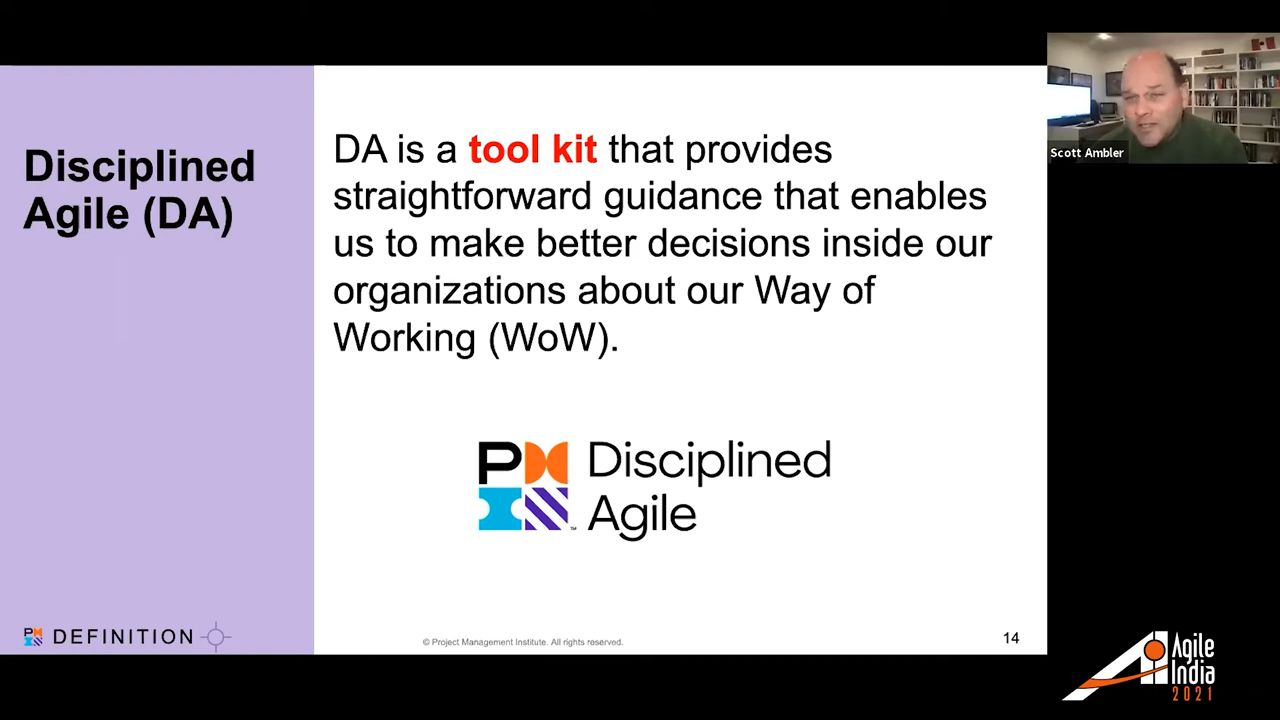 Disciplined
Agile (DA)
DA is a tool kit that provides
straightforward guidance that enables
us to make better decisions inside our
organizations about our Way of
Working (WoW).
PMI™
Disciplined
Agile
PMI DEFINITION
© Project Management Institute. All rights reserved.
14
Scott Ambler
Agile
India
2021